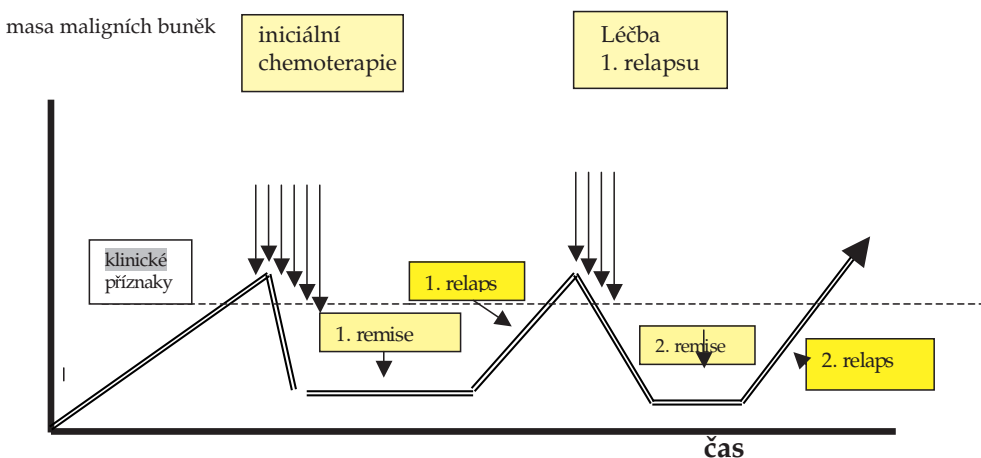 masa maligních buněk
iniciální
chemoterapie
Léčba
1. relapsu
klinické
příznaky
1. relaps
1. remise
2. remise
2. relaps
čas